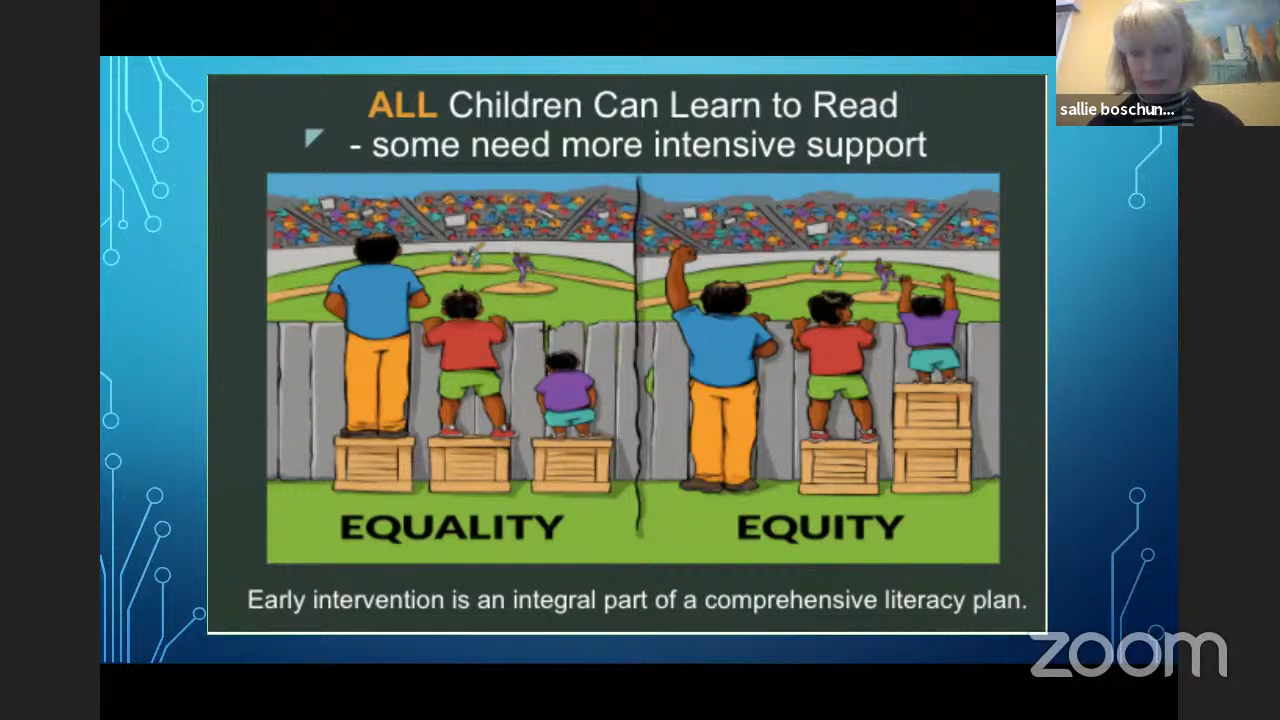 ALL Children Can Learn to Read
- some need more intensive support
sallie boschun...
EQUALITY
EQUITY
Early intervention is an integral part of a comprehensive literacy plan.
zoom